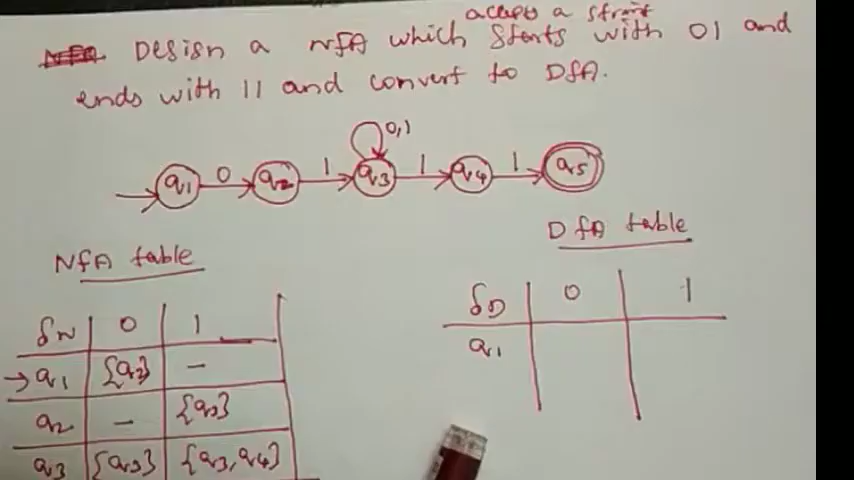 NFA Design a NFA which accepts a string starts with 01 and
ends with 11 and convert to DFA.
0,1
q1 0 q2 1 q3 1 q4 1 q5
DFA table
NFA table
δD 0 1
q1
δN 0 1
→q1 {q2} –
q2 – {q3}
q3 {q3} {q3,q4}